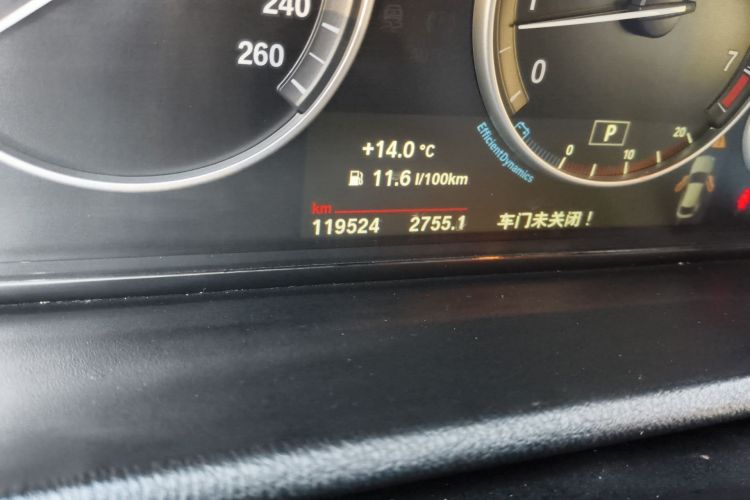 240
260
1
0
7
EfficientDynamics
P
0
10
20
+14.0 °C
11.6 l/100km
km
119524 2755.1 车门未关闭！